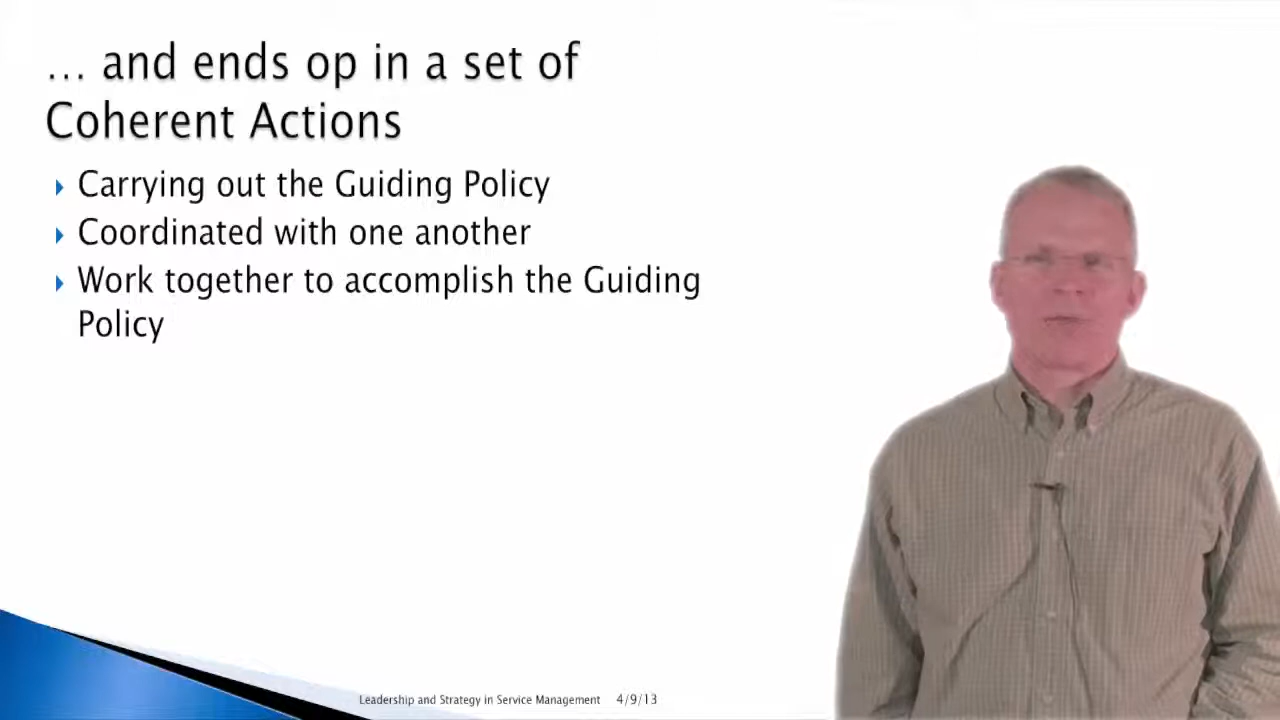 ... and ends op in a set of
Coherent Actions
Carrying out the Guiding Policy
Coordinated with one another
Work together to accomplish the Guiding
Policy
Leadership and Strategy in Service Management 4/9/13